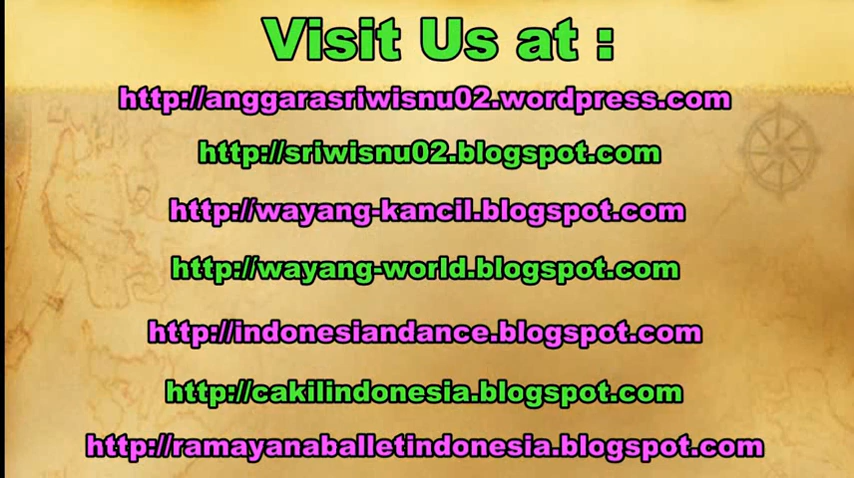 Visit Us at :
http://anggarasriwisnu02.wordpress.com
http://sriwisnu02.blogspot.com
http://wayang-kancil.blogspot.com
http://wayang-world.blogspot.com
http://indonesiandance.blogspot.com
http://cakilindonesia.blogspot.com
http://ramayanaballetindonesia.blogspot.com